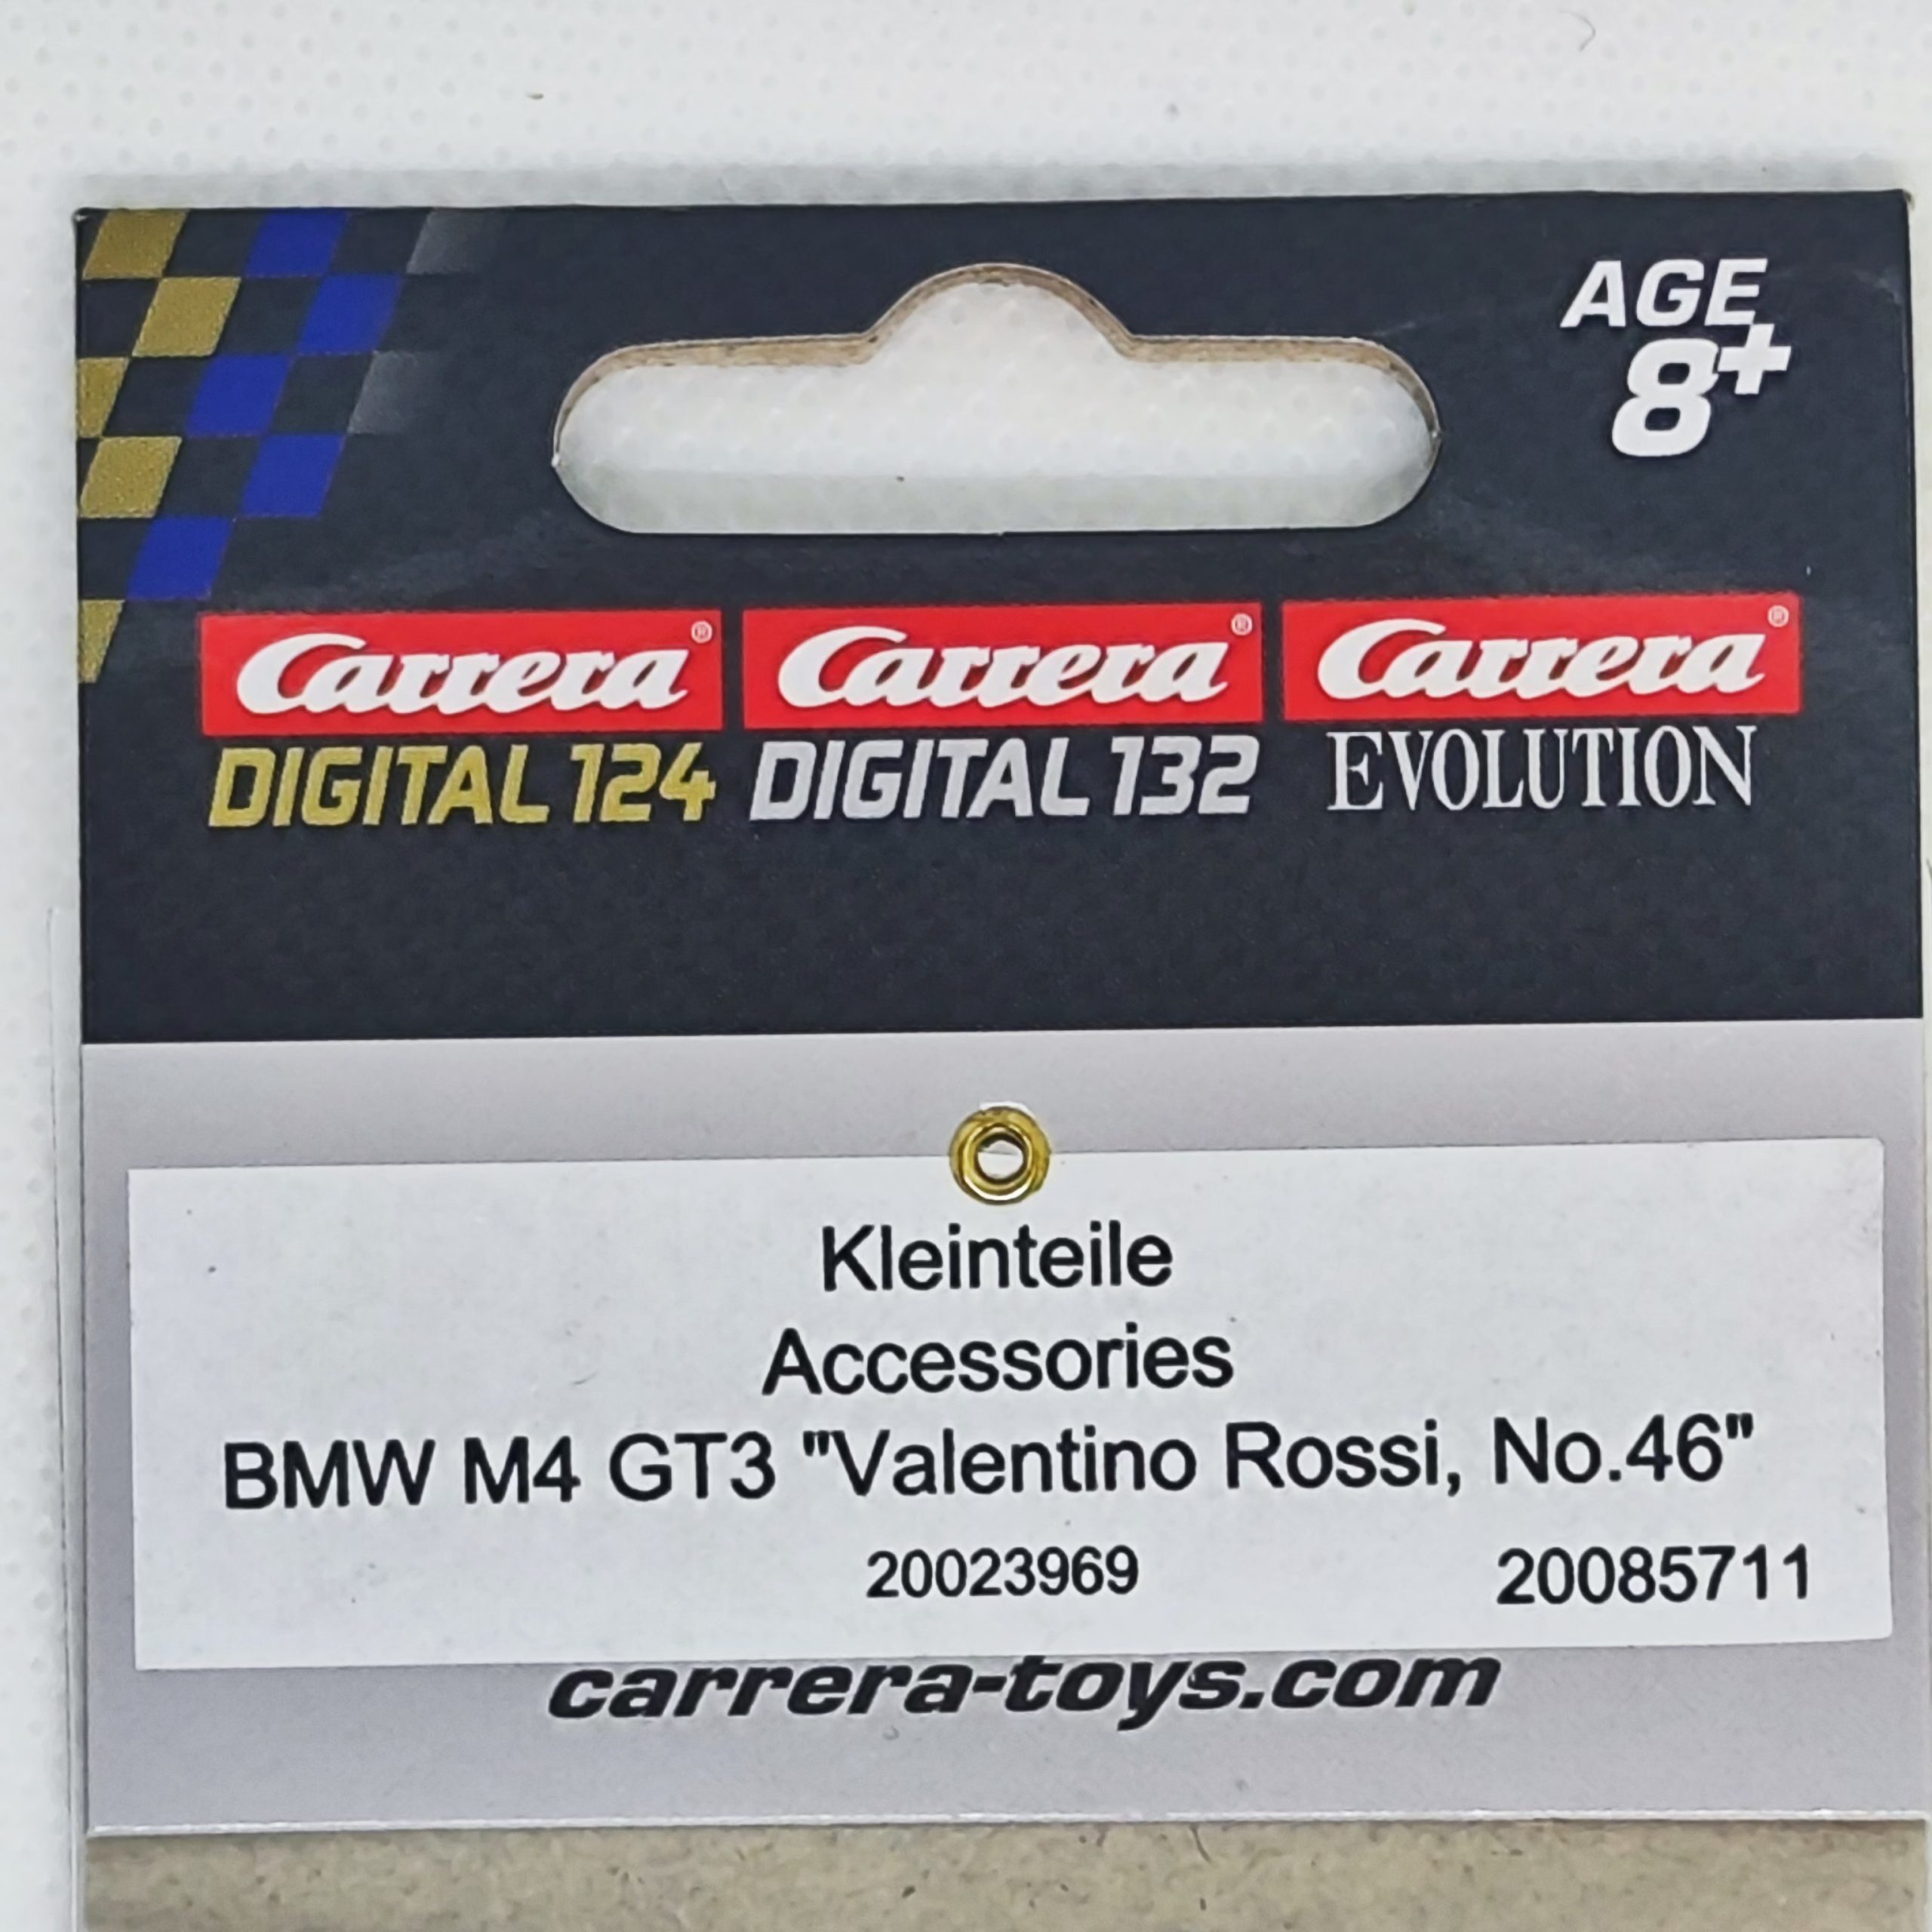 AGE
8+
Carrera® Carrera® Carrera®
DIGITAL 124 DIGITAL 132 EVOLUTION
Kleinteile
Accessories
BMW M4 GT3 "Valentino Rossi, No.46"
20023969 20085711
carrera-toys.com